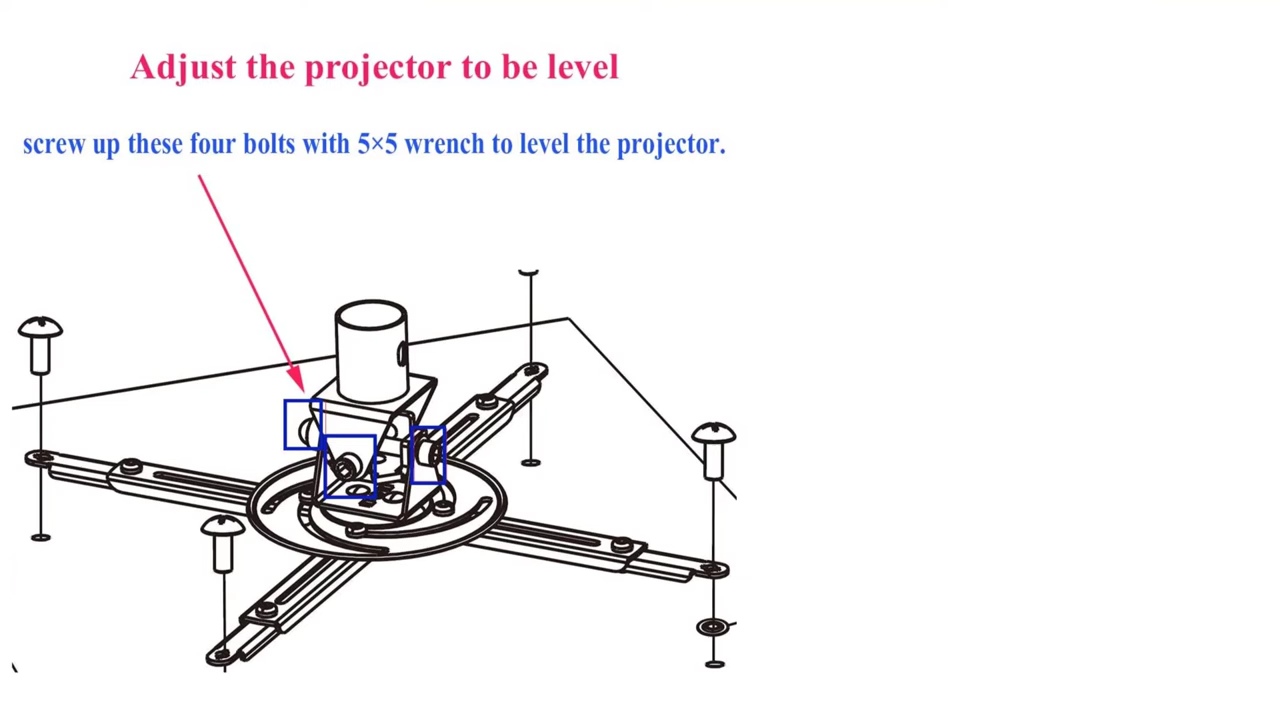 Adjust the projector to be level
screw up these four bolts with 5×5 wrench to level the projector.